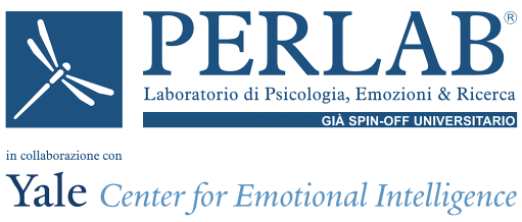 PERLAB®
Laboratorio di Psicologia, Emozioni & Ricerca
GIÀ SPIN-OFF UNIVERSITARIO
in collaborazione con
Yale Center for Emotional Intelligence